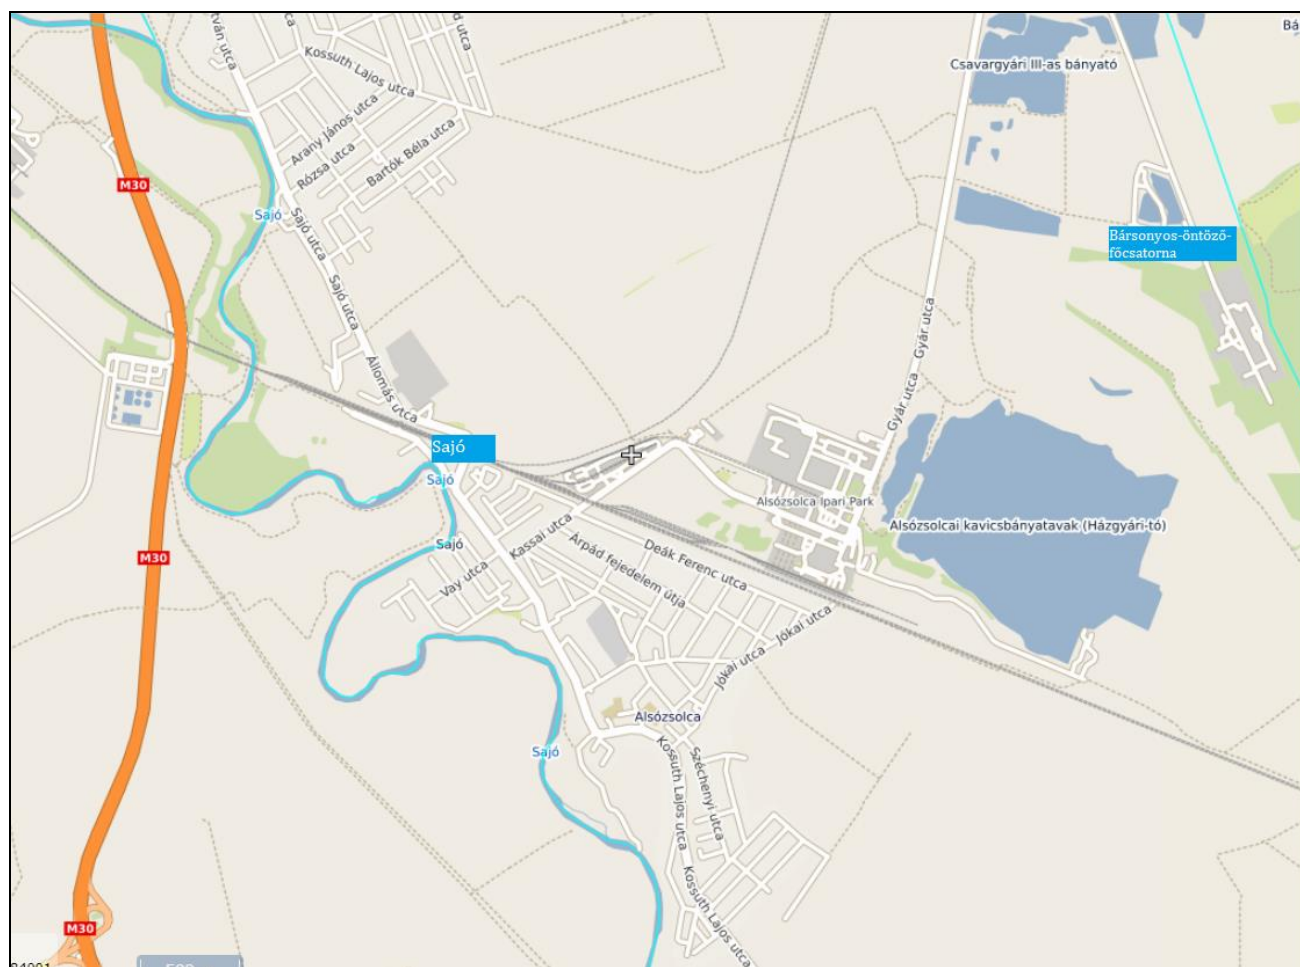 tván utca
d utca
Kossuth Lajos utca
Csavargyári III-as bányató
Bá
Arany János utca
Rózsa utca
Bartók Béla utca
M30
Sajó
Sajó utca
Bársonyos-öntöző-
főcsatorna
Sajó utca
Gyár utca
Gyár utca
Állomás utca
Sajó
Sajó
Alsózsolca Ipari Park
Alsózsolcai kavicsbányatavak (Házgyári-tó)
Kassai utca
Sajó
M30
Deák Ferenc utca
Árpád fejedelem útja
Vay utca
Jókai utca
Jókai utca
Alsózsolca
Sajó
Kossuth Lajos utca
Széchenyi utca
Kossuth Lajos utca
M30